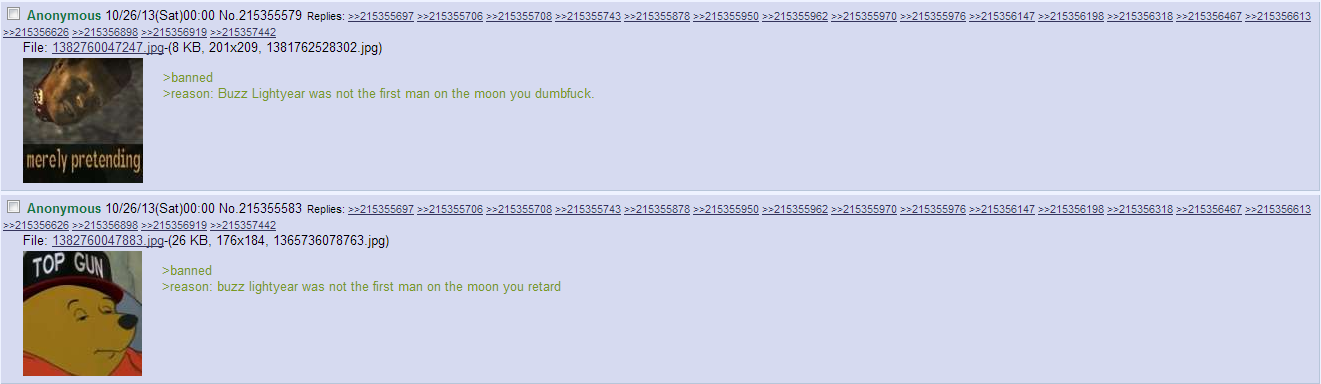 Anonymous 10/26/13(Sat)00:00 No.215355579 Replies: >>215355697 >>215355706 >>215355708 >>215355743 >>215355878 >>215355950 >>215355962 >>215355970 >>215355976 >>215356147 >>215356198 >>215356318 >>215356467 >>215356613
>>215356626 >>215356898 >>215356919 >>215357442
File: 1382760047247.jpg-(8 KB, 201x209, 1381762528302.jpg)
>banned
>reason: Buzz Lightyear was not the first man on the moon you dumbfuck.
merely pretending
Anonymous 10/26/13(Sat)00:00 No.215355583 Replies: >>215355697 >>215355706 >>215355708 >>215355743 >>215355878 >>215355950 >>215355962 >>215355970 >>215355976 >>215356147 >>215356198 >>215356318 >>215356467 >>215356613
>>215356626 >>215356898 >>215356919 >>215357442
File: 1382760047883.jpg-(26 KB, 176x184, 1365736078763.jpg)
TOP GUN
>banned
>reason: buzz lightyear was not the first man on the moon you retard